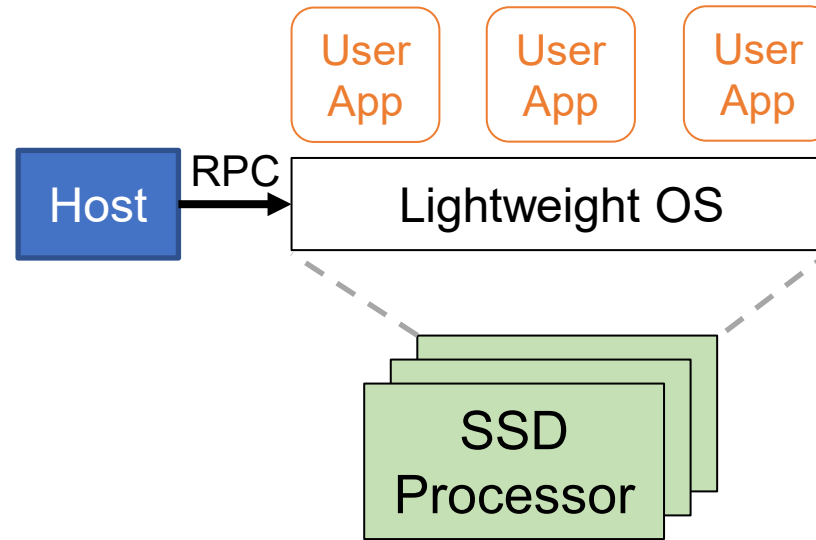 User
App
User
App
User
App
Host
RPC
Lightweight OS
SSD
Processor